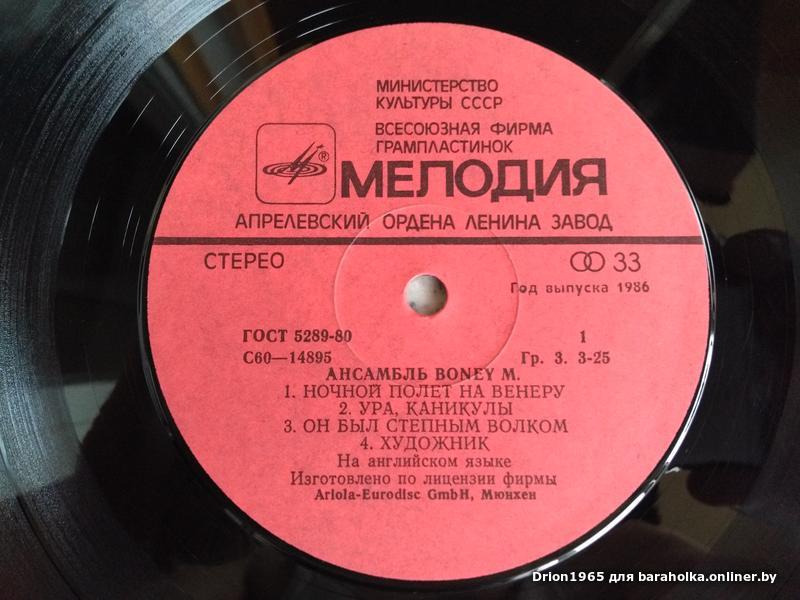 МИНИСТЕРСТВО
КУЛЬТУРЫ СССР
ВСЕСОЮЗНАЯ ФИРМА
ГРАМПЛАСТИНОК
®
МЕЛОДИЯ
АПРЕЛЕВСКИЙ ОРДЕНА ЛЕНИНА ЗАВОД
СТЕРЕО
33
Год выпуска 1986
ГОСТ 5289-80 1
С60—14895 Гр. 3. 3-25
АНСАМБЛЬ BONEY M.
1. НОЧНОЙ ПОЛЕТ НА ВЕНЕРУ
2. УРА, КАНИКУЛЫ
3. ОН БЫЛ СТЕПНЫМ ВОЛКОМ
4. ХУДОЖНИК
На английском языке
Изготовлено по лицензии фирмы
Ariola-Eurodisc GmbH, Мюнхен
Drion1965 для baraholka.onliner.by